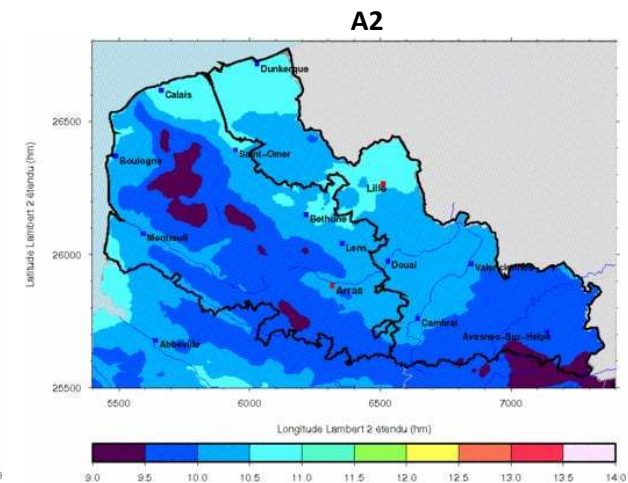 A2
Dunkerque
Calais
26500
Saint-Omer
Boulogne
Lille
Bethune
Montreuil
Lens
26000
Douai
Valenciennes
Arras
Cambrai
Avesnes-Sur-Helpe
Abbeville
25500
5500 6000 6500 7000
Latitude Lambert 2 étendu (hm)
Longitude Lambert 2 étendu (hm)
9.0 9.5 10.0 10.5 11.0 11.5 12.0 12.5 13.0 13.5 14.0